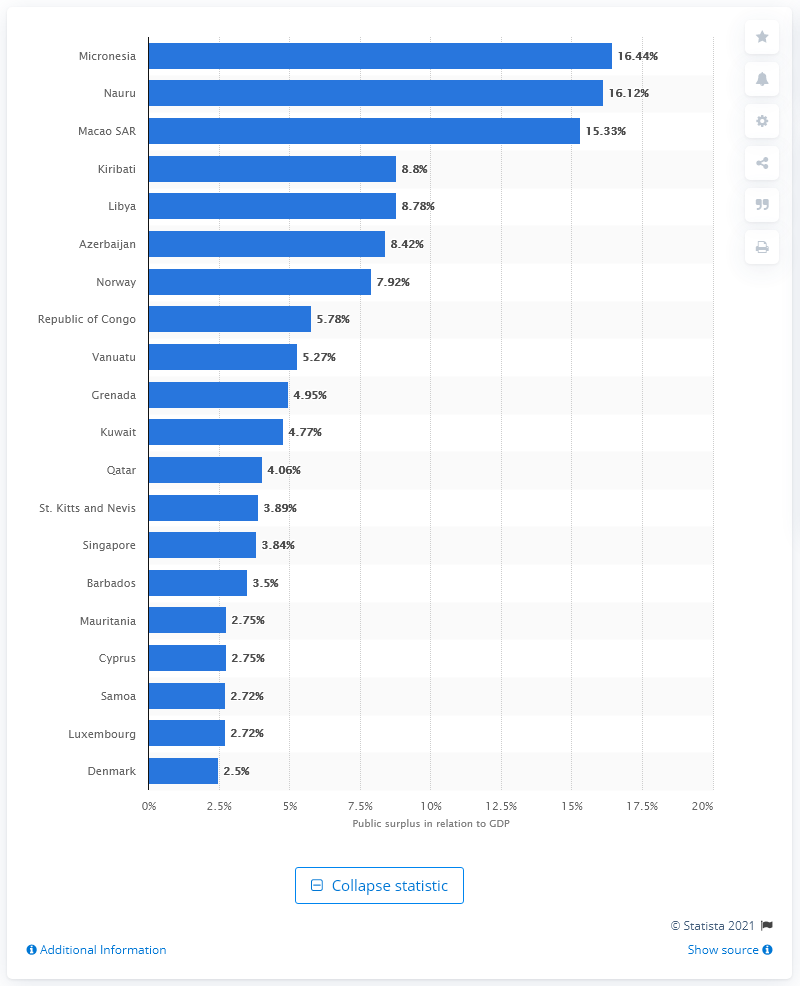 Micronesia 16.44%
Nauru 16.12%
Macao SAR 15.33%
Kiribati 8.8%
Libya 8.78%
Azerbaijan 8.42%
Norway 7.92%
Republic of Congo 5.78%
Vanuatu 5.27%
Grenada 4.95%
Kuwait 4.77%
Qatar 4.06%
St. Kitts and Nevis 3.89%
Singapore 3.84%
Barbados 3.5%
Mauritania 2.75%
Cyprus 2.75%
Samoa 2.72%
Luxembourg 2.72%
Denmark 2.5%
0% 2.5% 5% 7.5% 10% 12.5% 15% 17.5% 20%
Public surplus in relation to GDP
Collapse statistic
© Statista 2021
Additional Information Show source